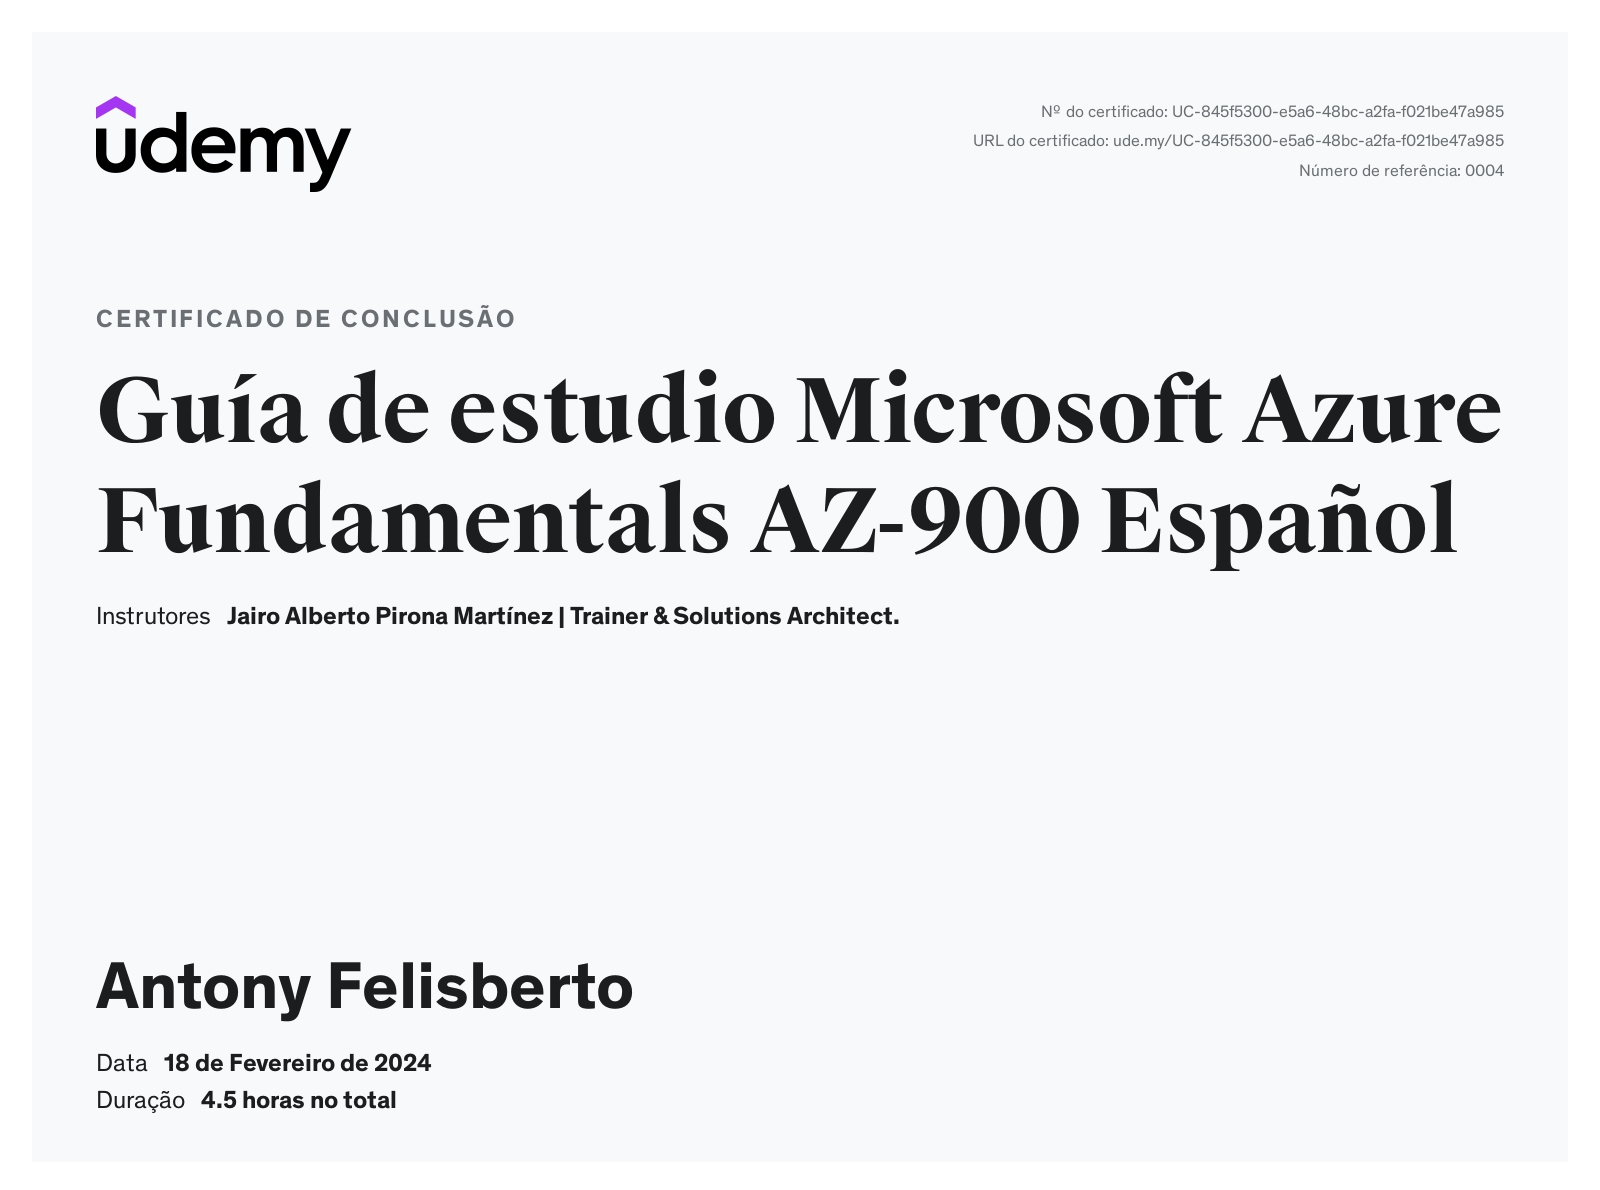 udemy
Nº do certificado: UC-845f5300-e5a6-48bc-a2fa-f021be47a985
URL do certificado: ude.my/UC-845f5300-e5a6-48bc-a2fa-f021be47a985
Número de referência: 0004
CERTIFICADO DE CONCLUSÃO
Guía de estudio Microsoft Azure
Fundamentals AZ-900 Español
Instrutores Jairo Alberto Pirona Martínez | Trainer & Solutions Architect.
Antony Felisberto
Data 18 de Fevereiro de 2024
Duração 4.5 horas no total